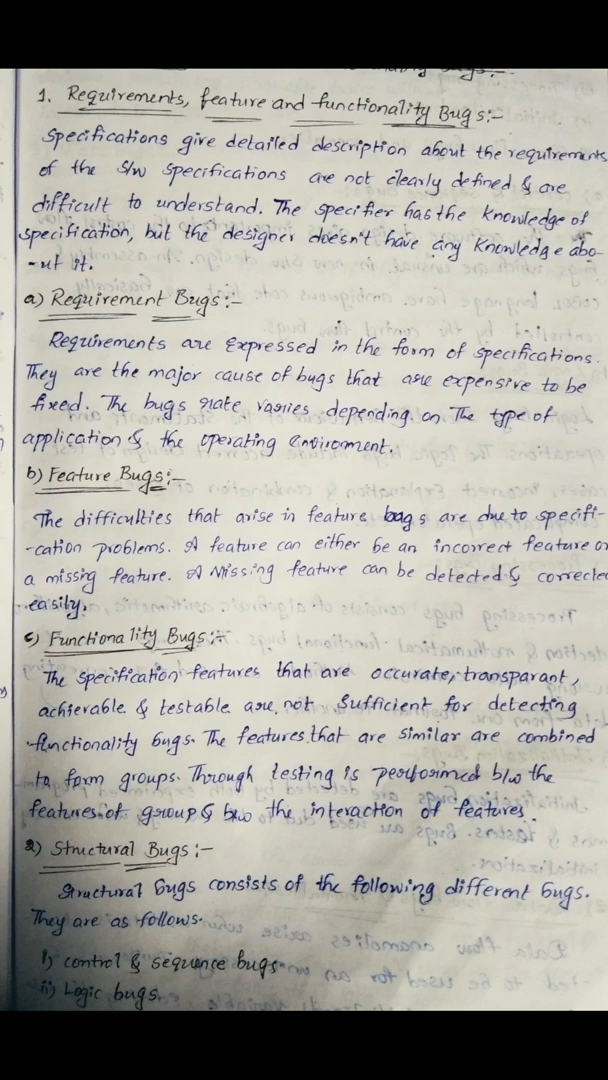 1. Requirements, feature and functionality Bugs:-
Specifications give detailed description about the requirements
of the s/w specifications are not clearly defined & are
difficult to understand. The specifier has the knowledge of
specification, but the designer doesn't have any knowledge abo-
-ut it.
a) Requirement Bugs:-
Requirements are Expressed in the form of specifications.
They are the major cause of bugs that are expensive to be
fixed. The bugs rate varies depending on The type of
application & the operating Environment.
b) Feature Bugs:-
The difficulties that arise in feature bugs are due to specifi-
-cation problems. A feature can either be an incorrect feature or
a missig feature. A Missing feature can be detected & corrected
easily.
c) Functionality Bugs:-
The specification features that are occurate, transparant,
achievable & testable are not Sufficient for detecting
functionality bugs. The features that are similar are combined
to form groups. Through testing is performed b/w the
features of group & b/w the interaction of features.
2) Structural Bugs:-
Structural bugs consists of the following different bugs.
They are as follows.
i) control & sequence bugs
ii) Logic bugs.